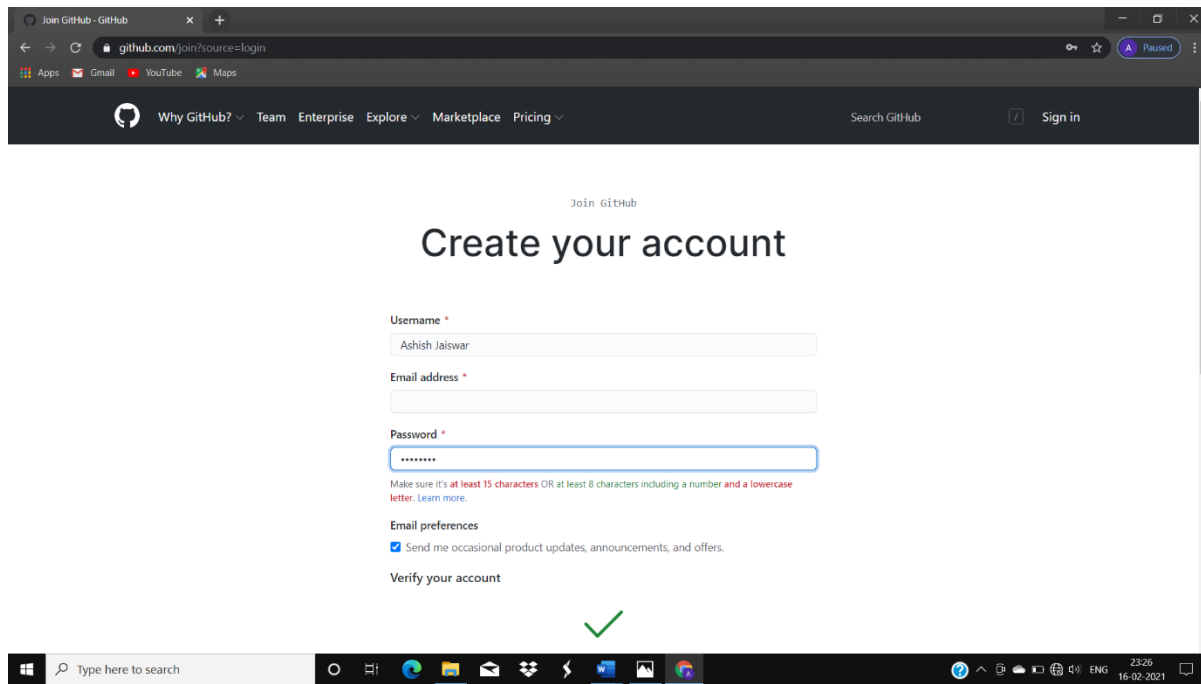 Join GitHub · GitHub
github.com/join?source=login
A Paused
Apps Gmail YouTube Maps
Why GitHub? Team Enterprise Explore Marketplace Pricing Search GitHub / Sign in
Join GitHub
Create your account
Username *
Ashish Jaiswar
Email address *
Password *
••••••••
Make sure it's at least 15 characters OR at least 8 characters including a number and a lowercase
letter. Learn more.
Email preferences
Send me occasional product updates, announcements, and offers.
Verify your account
Type here to search
ENG
23:26
16-02-2021